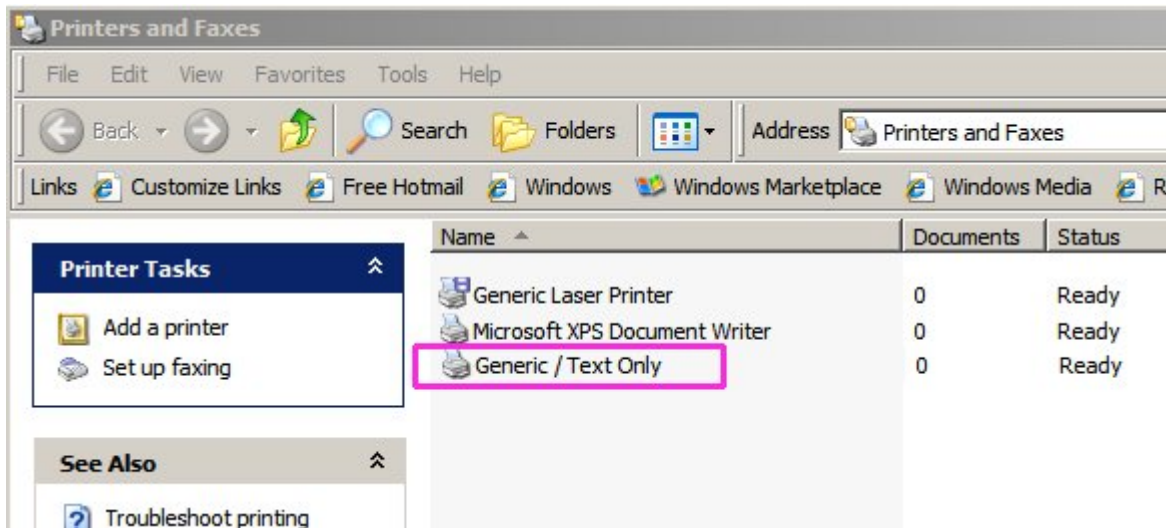 Printers and Faxes
File Edit View Favorites Tools Help
Back Search Folders Address Printers and Faxes
Links Customize Links Free Hotmail Windows Windows Marketplace Windows Media R
Name Documents Status
Printer Tasks
Generic Laser Printer 0 Ready
Add a printer
Microsoft XPS Document Writer 0 Ready
Set up faxing
Generic / Text Only 0 Ready
See Also
Troubleshoot printing